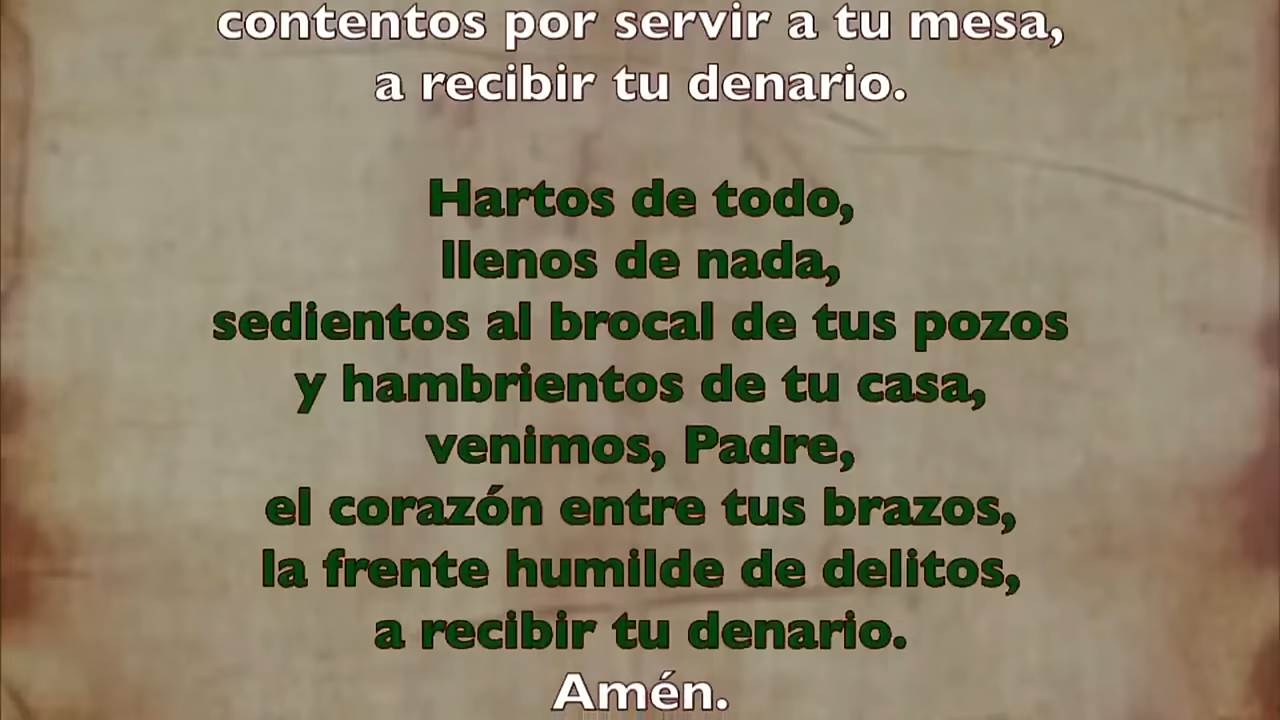 contentos por servir a tu mesa,
a recibir tu denario.
Hartos de todo,
llenos de nada,
sedientos al brocal de tus pozos
y hambrientos de tu casa,
venimos, Padre,
el corazón entre tus brazos,
la frente humilde de delitos,
a recibir tu denario.
Amén.